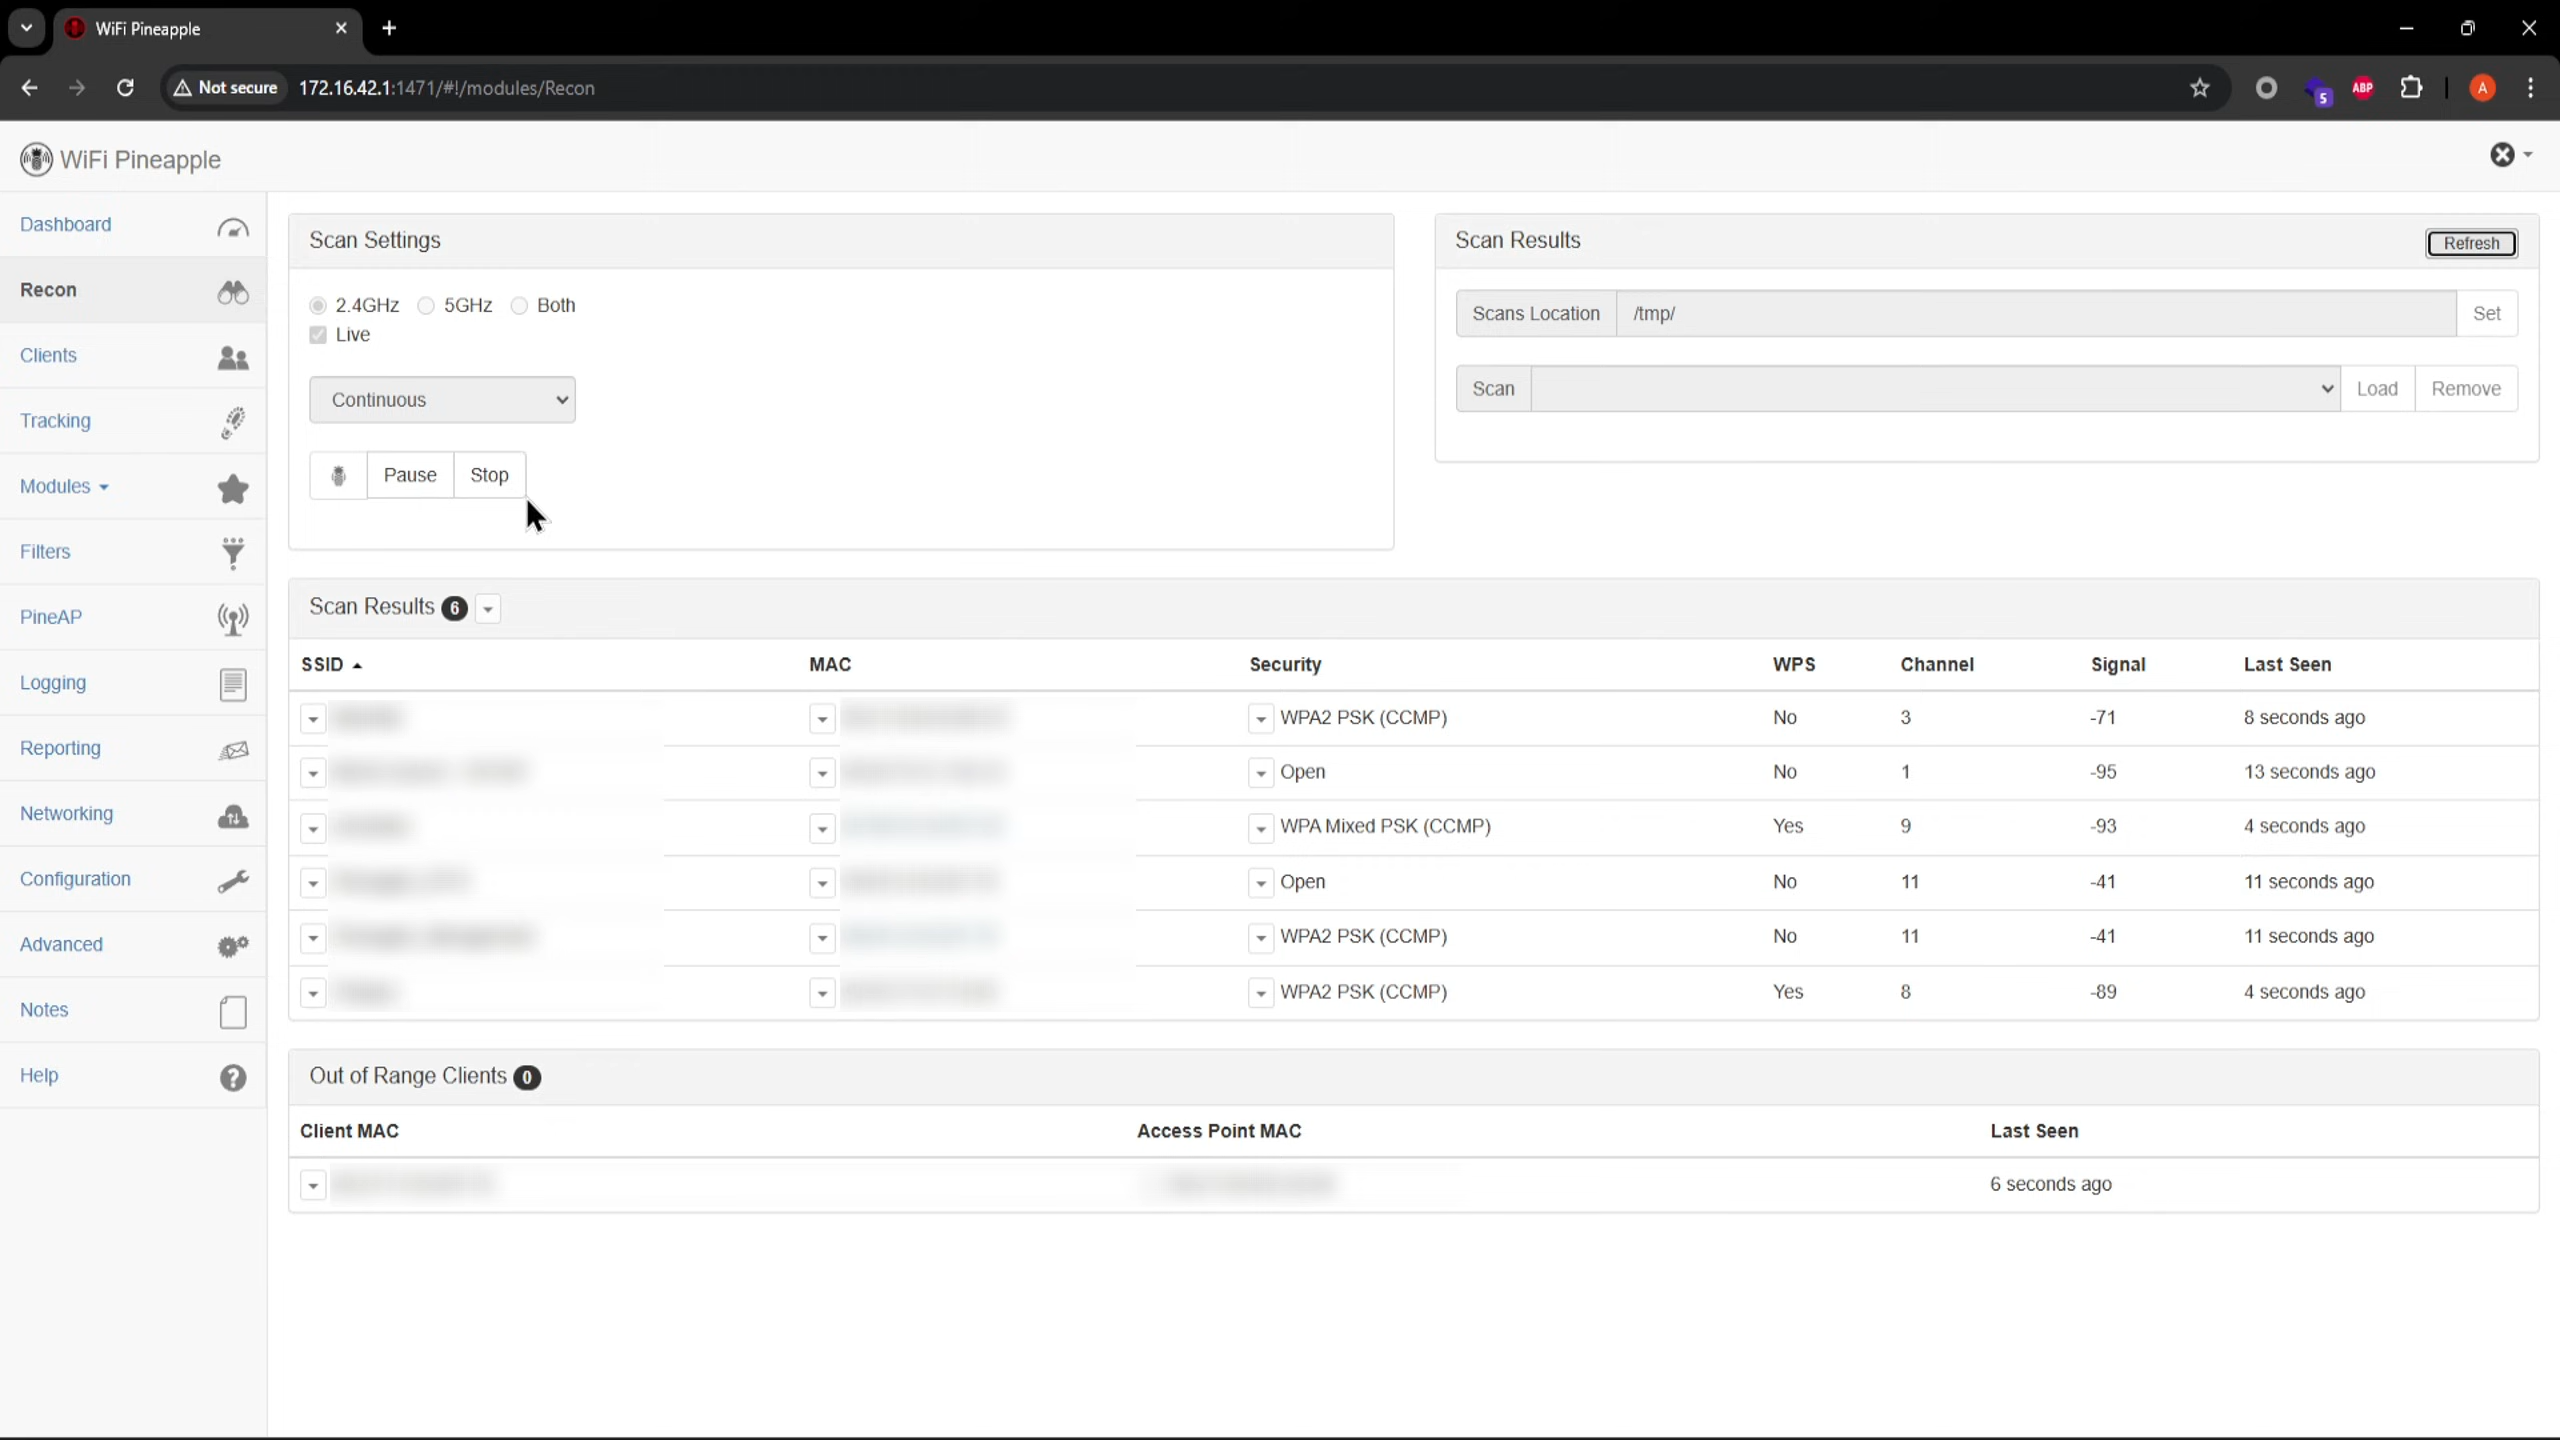 WiFi Pineapple
Not secure 172.16.42.1:1471/#!/modules/Recon
5
ABP
A
WiFi Pineapple
Dashboard
Recon
Clients
Tracking
Modules
Filters
PineAP
Logging
Reporting
Networking
Configuration
Advanced
Notes
Help
Scan Settings
2.4GHz 5GHz Both
Live
Continuous
Pause Stop
Scan Results Refresh
Scans Location /tmp/ Set
Scan Load Remove
Scan Results 6
SSID MAC Security WPS Channel Signal Last Seen
WPA2 PSK (CCMP) No 3 -71 8 seconds ago
Open No 1 -95 13 seconds ago
WPA Mixed PSK (CCMP) Yes 9 -93 4 seconds ago
Open No 11 -41 11 seconds ago
WPA2 PSK (CCMP) No 11 -41 11 seconds ago
WPA2 PSK (CCMP) Yes 8 -89 4 seconds ago
Out of Range Clients 0
Client MAC Access Point MAC Last Seen
6 seconds ago